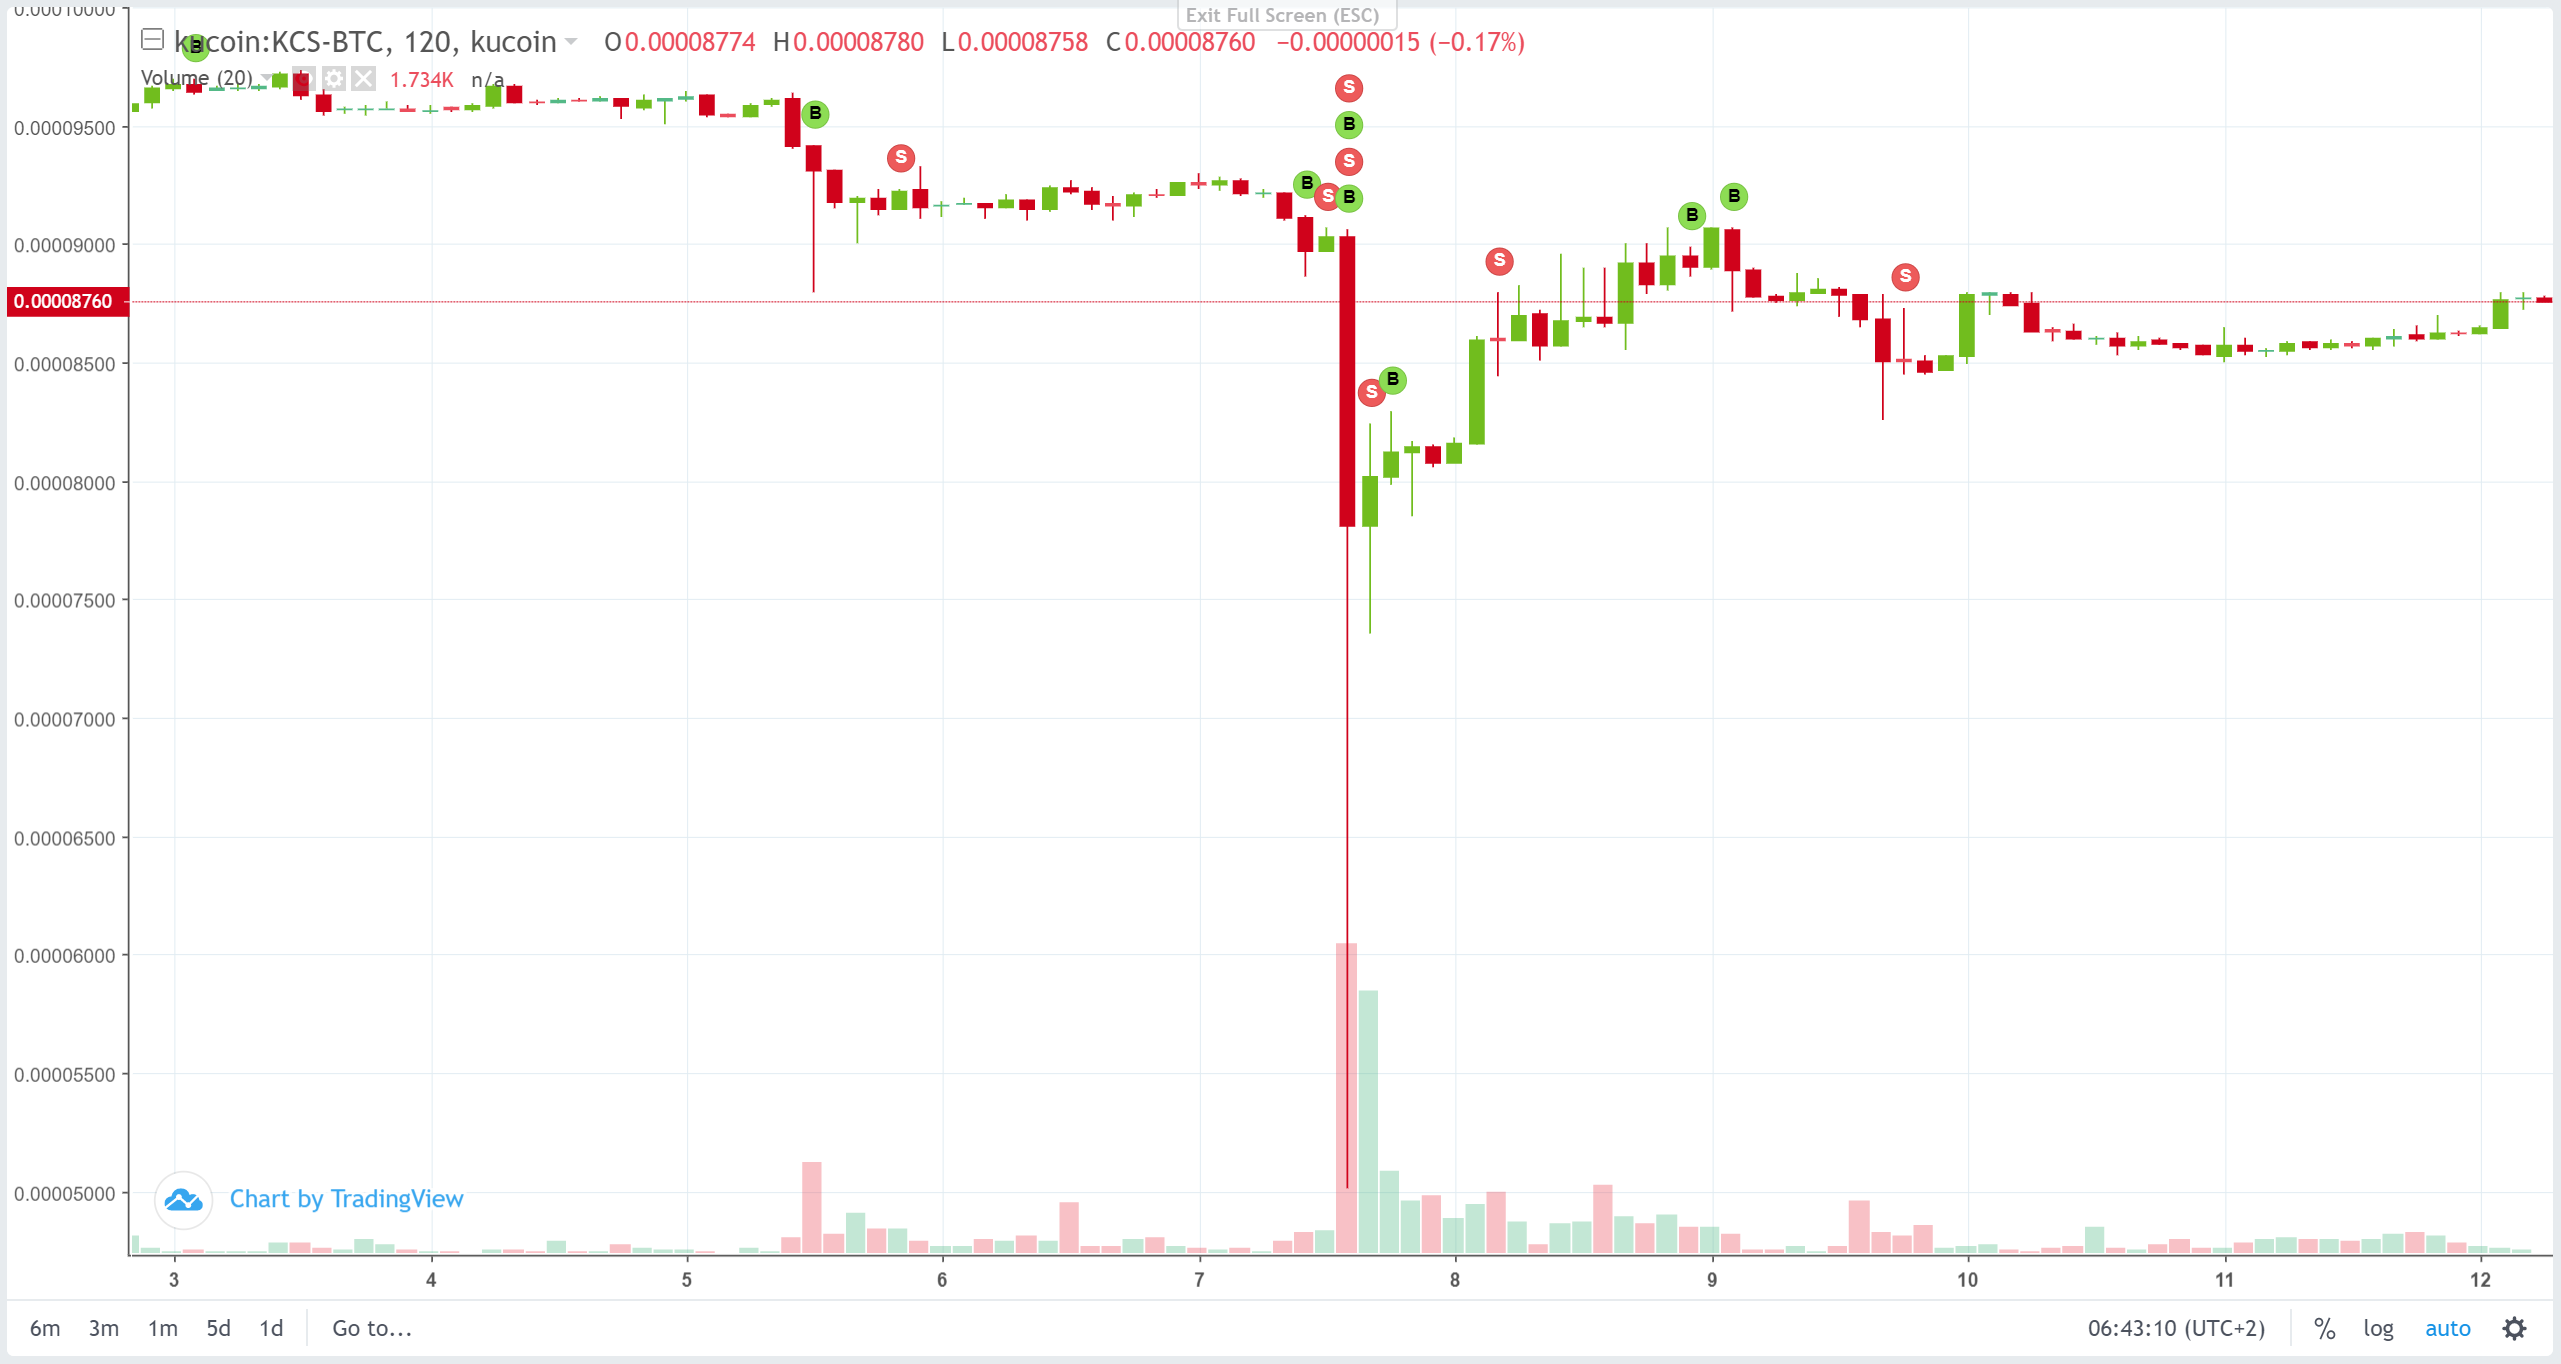 Exit Full Screen (ESC)
kucoin:KCS-BTC, 120, kucoin O0.00008774 H0.00008780 L0.00008758 C0.00008760 −0.00000015 (−0.17%)
Volume (20) 1.734K n/a
0.00010000
0.00009500
0.00009000
0.00008760
0.00008500
0.00008000
0.00007500
0.00007000
0.00006500
0.00006000
0.00005500
0.00005000
B
B
S
B
S
S
B
S
B
S
B
S
B
B
S
Chart by TradingView
3 4 5 6 7 8 9 10 11 12
6m 3m 1m 5d 1d Go to... 06:43:10 (UTC+2) % log auto